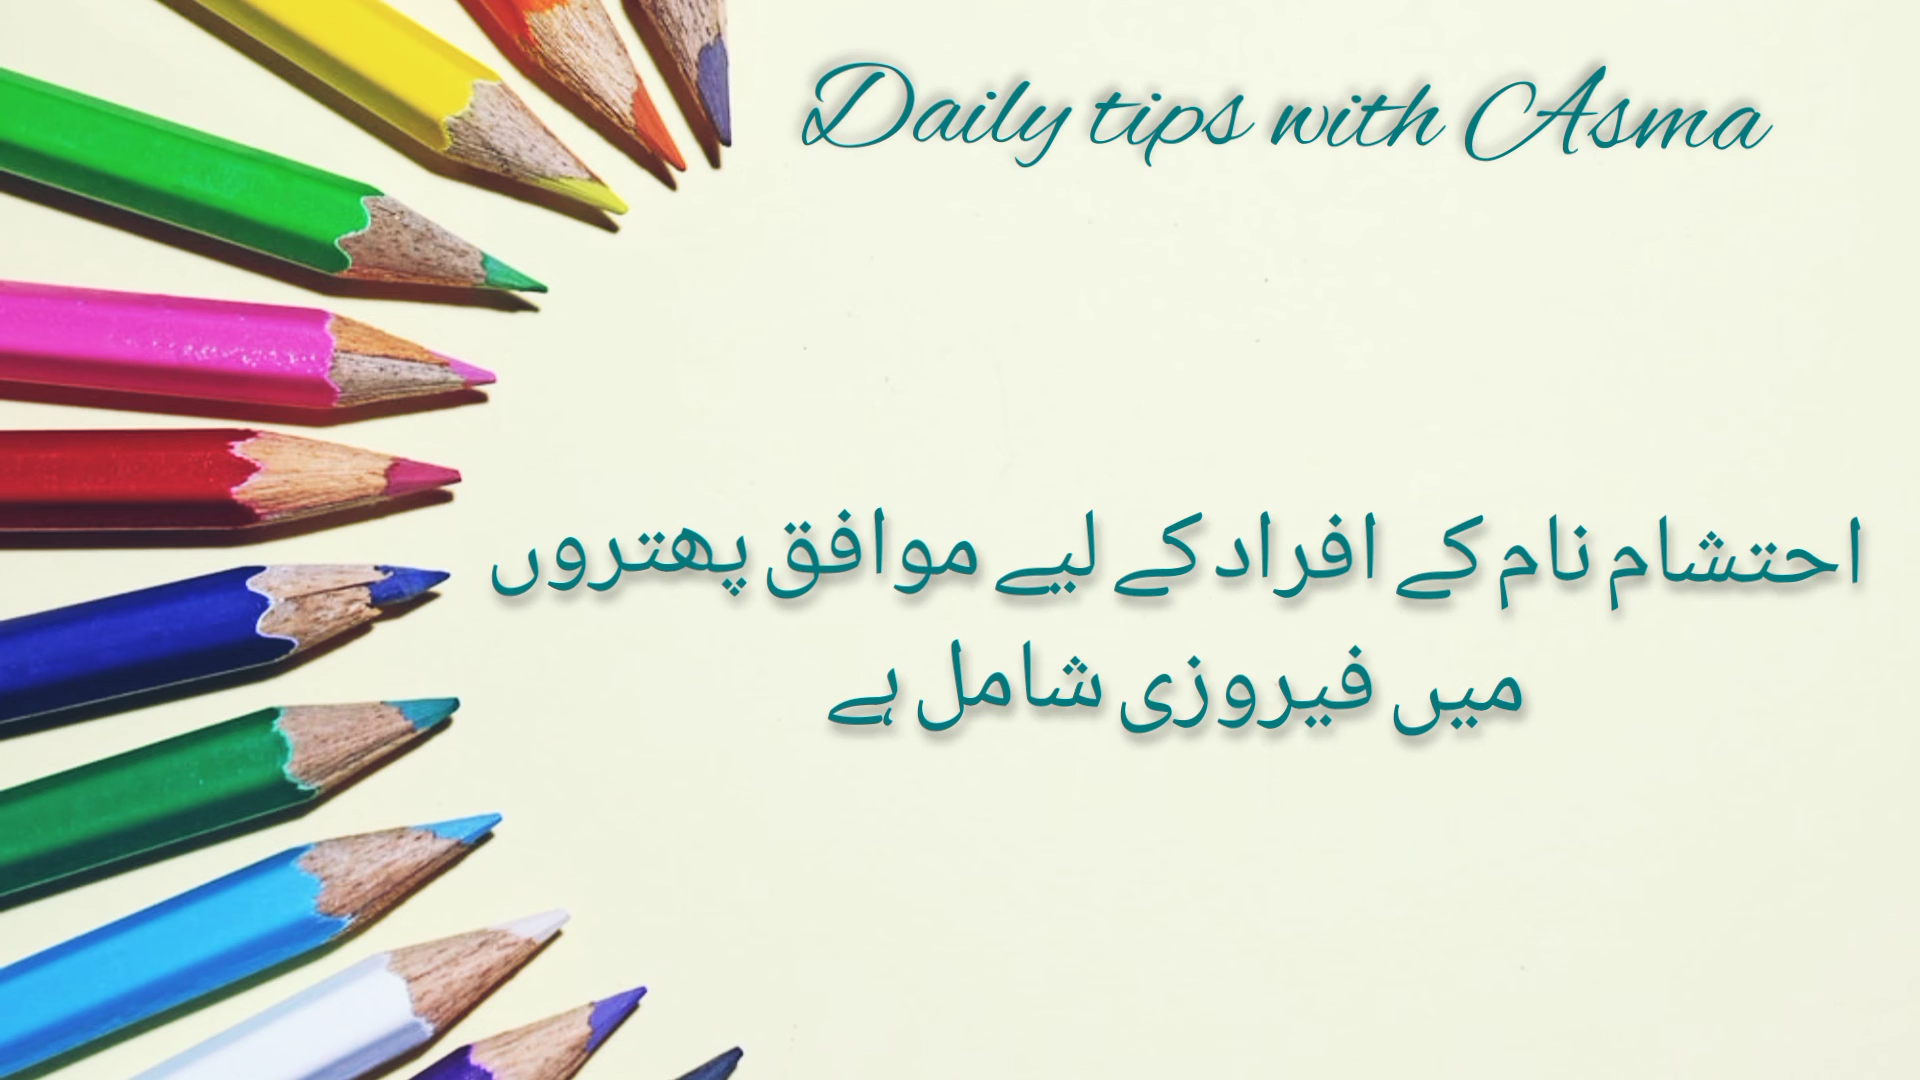 Daily tips with Asma
احتشام نام کے افراد کے لیے موافق پھتروں
میں فیروزی شامل ہے